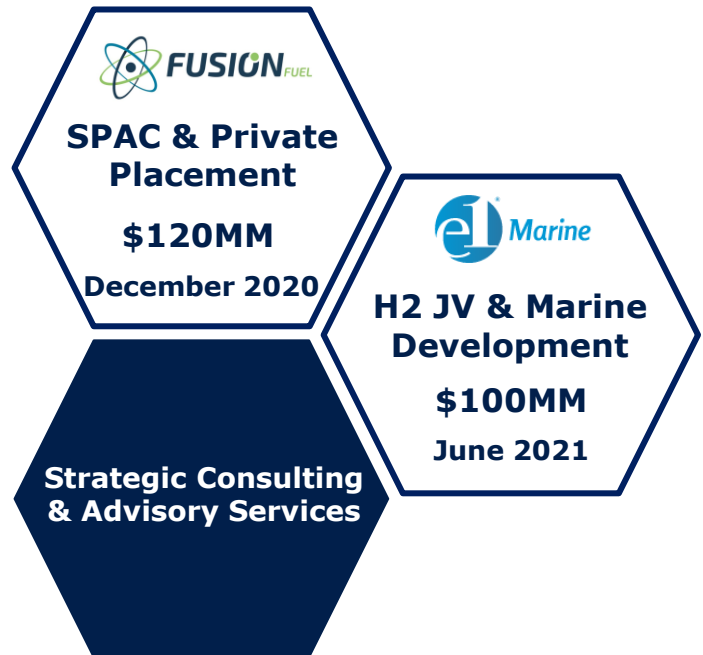 FUSION FUEL
SPAC & Private
Placement
$120MM
December 2020
e1 Marine
H2 JV & Marine
Development
$100MM
June 2021
Strategic Consulting
& Advisory Services